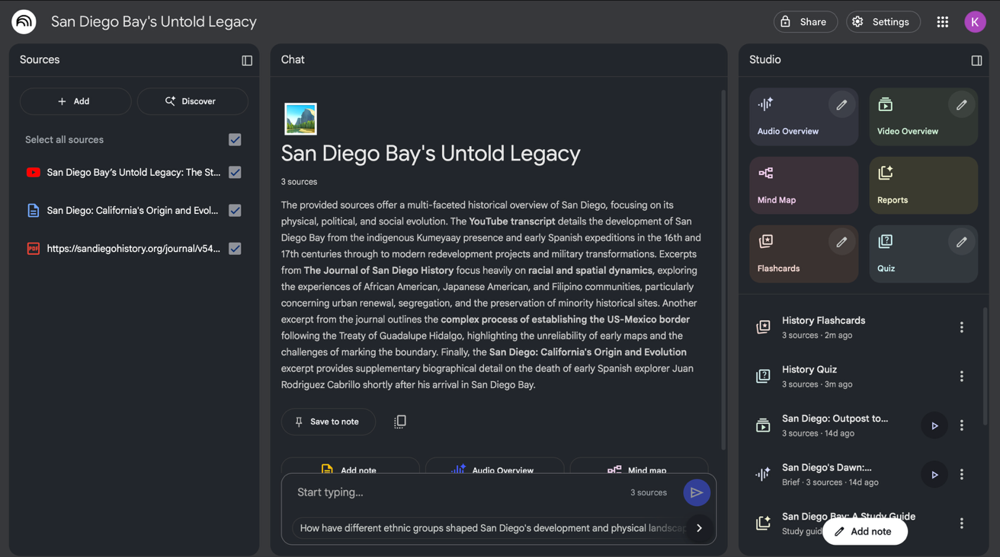 San Diego Bay's Untold Legacy
Share
Settings
K
Sources
Add
Discover
Select all sources
San Diego Bay's Untold Legacy: The St...
San Diego: California's Origin and Evol...
PDF
https://sandiegohistory.org/journal/v54...
Chat
San Diego Bay's Untold Legacy
3 sources
The provided sources offer a multi-faceted historical overview of San Diego, focusing on its
physical, political, and social evolution. The YouTube transcript details the development of San
Diego Bay from the indigenous Kumeyaay presence and early Spanish expeditions in the 16th and
17th centuries through to modern redevelopment projects and military transformations. Excerpts
from The Journal of San Diego History focus heavily on racial and spatial dynamics, exploring
the experiences of African American, Japanese American, and Filipino communities, particularly
concerning urban renewal, segregation, and the preservation of minority historical sites. Another
excerpt from the journal outlines the complex process of establishing the US-Mexico border
following the Treaty of Guadalupe Hidalgo, highlighting the unreliability of early maps and the
challenges of marking the boundary. Finally, the San Diego: California's Origin and Evolution
excerpt provides supplementary biographical detail on the death of early Spanish explorer Juan
Rodriguez Cabrillo shortly after his arrival in San Diego Bay.
Save to note
Add note
Audio Overview
Mind map
Start typing...
3 sources
How have different ethnic groups shaped San Diego's development and physical landscap
Studio
Audio Overview
Video Overview
Mind Map
Reports
Flashcards
Quiz
History Flashcards
3 sources · 2m ago
History Quiz
3 sources · 3m ago
San Diego: Outpost to...
3 sources · 14d ago
San Diego's Dawn:...
Brief · 3 sources · 14d ago
San Diego Bay: A Study Guide
Study guid
Add note